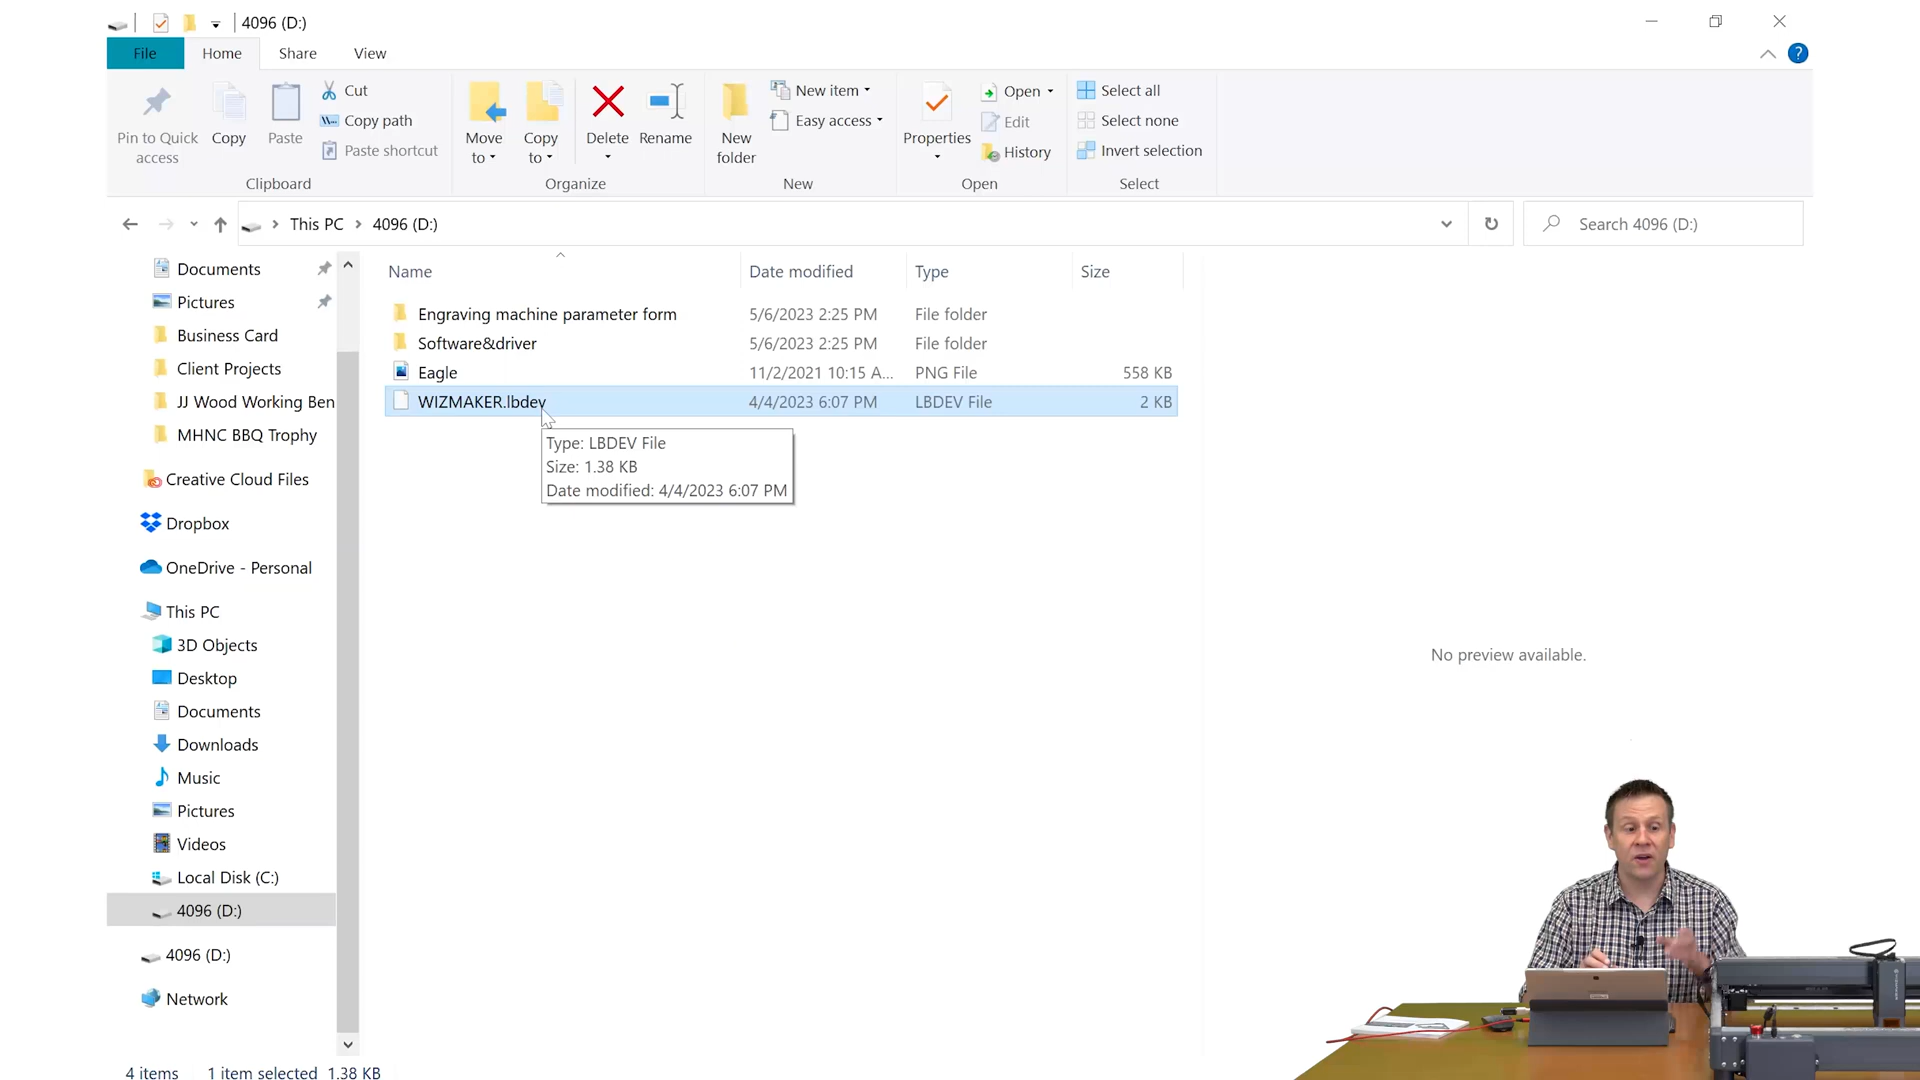 4096 (D:)
File Home Share View
Pin to Quick access
Copy
Paste
Cut
Copy path
Paste shortcut
Clipboard
Move to
Copy to
Delete
Rename
Organize
New folder
New item
Easy access
New
Properties
Open
Edit
History
Open
Select all
Select none
Invert selection
Select
This PC > 4096 (D:)
Search 4096 (D:)
Documents
Pictures
Business Card
Client Projects
JJ Wood Working Ben
MHNC BBQ Trophy
Creative Cloud Files
Dropbox
OneDrive - Personal
This PC
3D Objects
Desktop
Documents
Downloads
Music
Pictures
Videos
Local Disk (C:)
4096 (D:)
4096 (D:)
Network
Name Date modified Type Size
Engraving machine parameter form 5/6/2023 2:25 PM File folder
Software&driver 5/6/2023 2:25 PM File folder
Eagle 11/2/2021 10:15 A... PNG File 558 KB
WIZMAKER.lbdev 4/4/2023 6:07 PM LBDEV File 2 KB
Type: LBDEV File
Size: 1.38 KB
Date modified: 4/4/2023 6:07 PM
No preview available.
4 items 1 item selected 1.38 KB